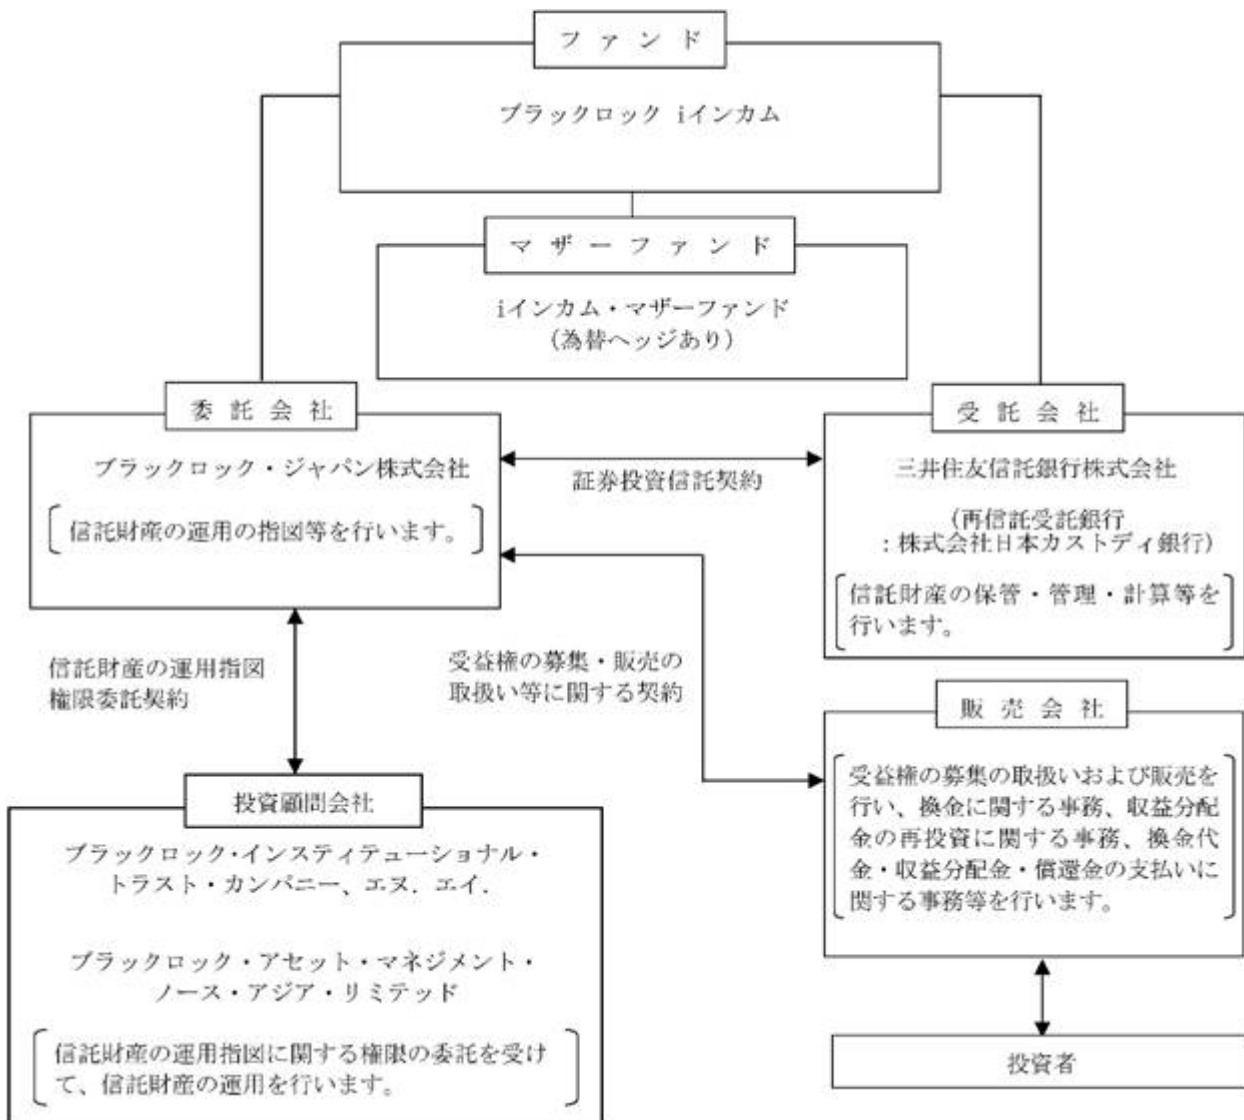 ファンド
ブラックロック iインカム
マザーファンド
iインカム・マザーファンド
(為替ヘッジあり)
委託会社
ブラックロック・ジャパン株式会社
信託財産の運用の指図等を行います。
証券投資信託契約
受託会社
三井住友信託銀行株式会社
(再信託受託銀行
:株式会社日本カストディ銀行)
信託財産の保管・管理・計算等を
行います。
信託財産の運用指図
権限委託契約
受益権の募集・販売の
取扱い等に関する契約
販売会社
受益権の募集の取扱いおよび販売を
行い、換金に関する事務、収益分配
金の再投資に関する事務、換金代
金・収益分配金・償還金の支払いに
関する事務等を行います。
投資顧問会社
ブラックロック・インスティテューショナル・
トラスト・カンパニー、エヌ.エイ.
ブラックロック・アセット・マネジメント・
ノース・アジア・リミテッド
信託財産の運用指図に関する権限の委託を受け
て、信託財産の運用を行います。
投資者